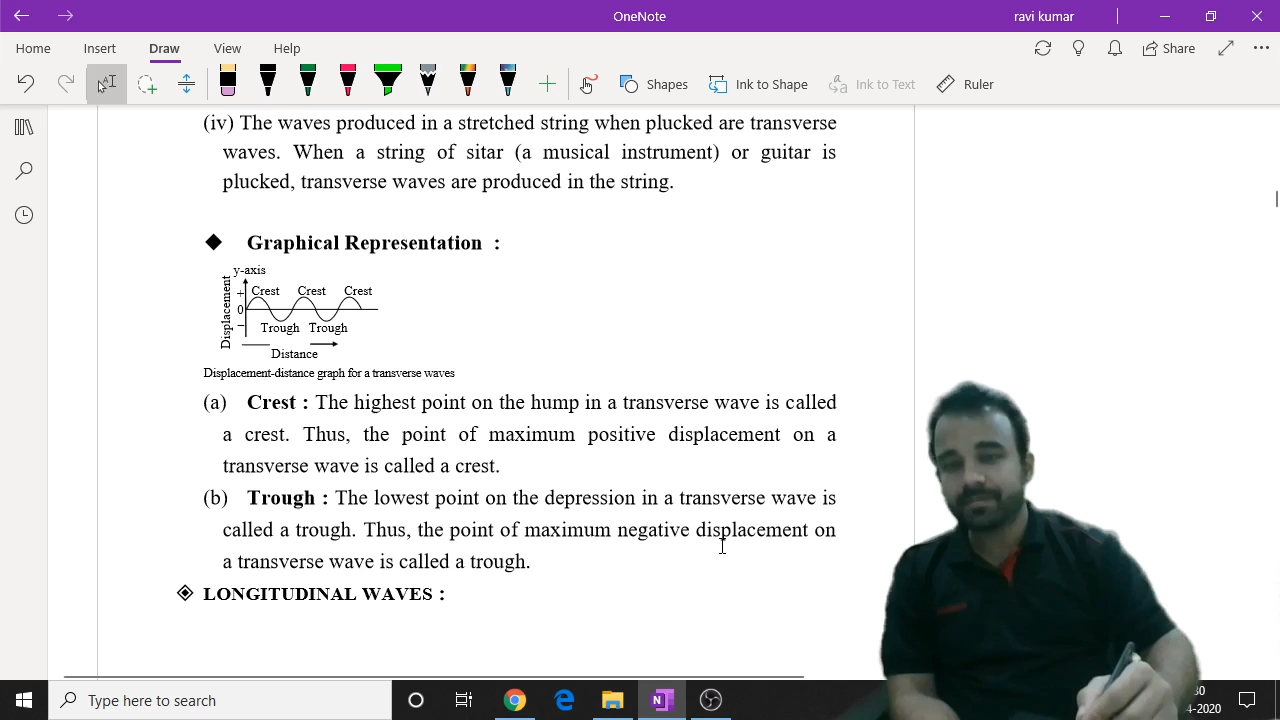 OneNote
ravi kumar
Home Insert Draw View Help
Share
Shapes Ink to Shape Ink to Text Ruler
(iv) The waves produced in a stretched string when plucked are transverse
waves. When a string of sitar (a musical instrument) or guitar is
plucked, transverse waves are produced in the string.
◆ Graphical Representation :
y-axis
Displacement
+
0
−
Crest Crest Crest
Trough Trough
Distance
Displacement-distance graph for a transverse waves
(a) Crest : The highest point on the hump in a transverse wave is called
a crest. Thus, the point of maximum positive displacement on a
transverse wave is called a crest.
(b) Trough : The lowest point on the depression in a transverse wave is
called a trough. Thus, the point of maximum negative displacement on
a transverse wave is called a trough.
LONGITUDINAL WAVES :
Type here to search